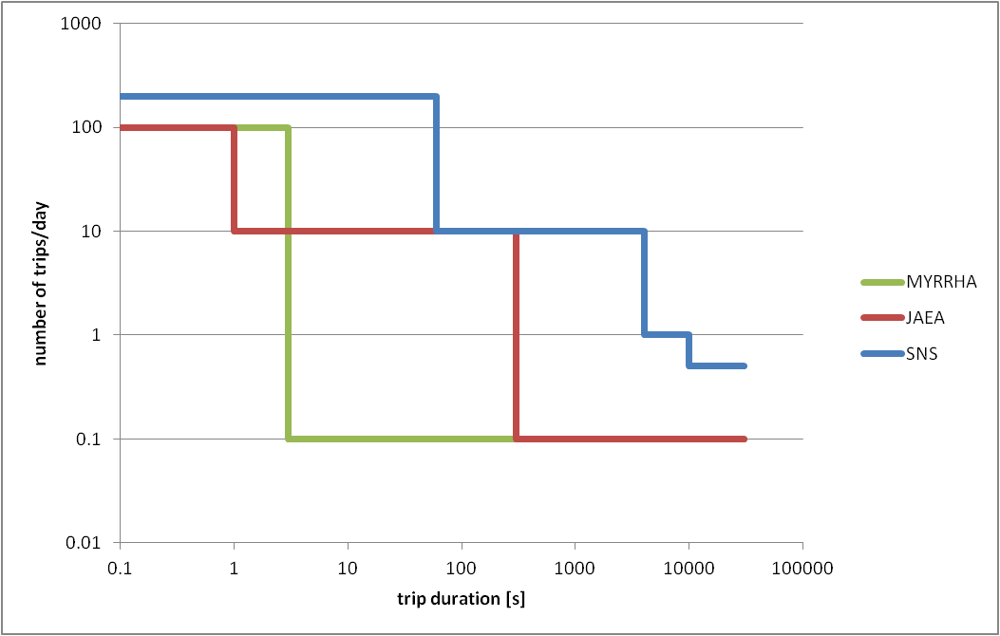 1000
100
10
1
0.1
0.01
number of trips/day
0.1 1 10 100 1000 10000 100000
trip duration [s]
MYRRHA
JAEA
SNS